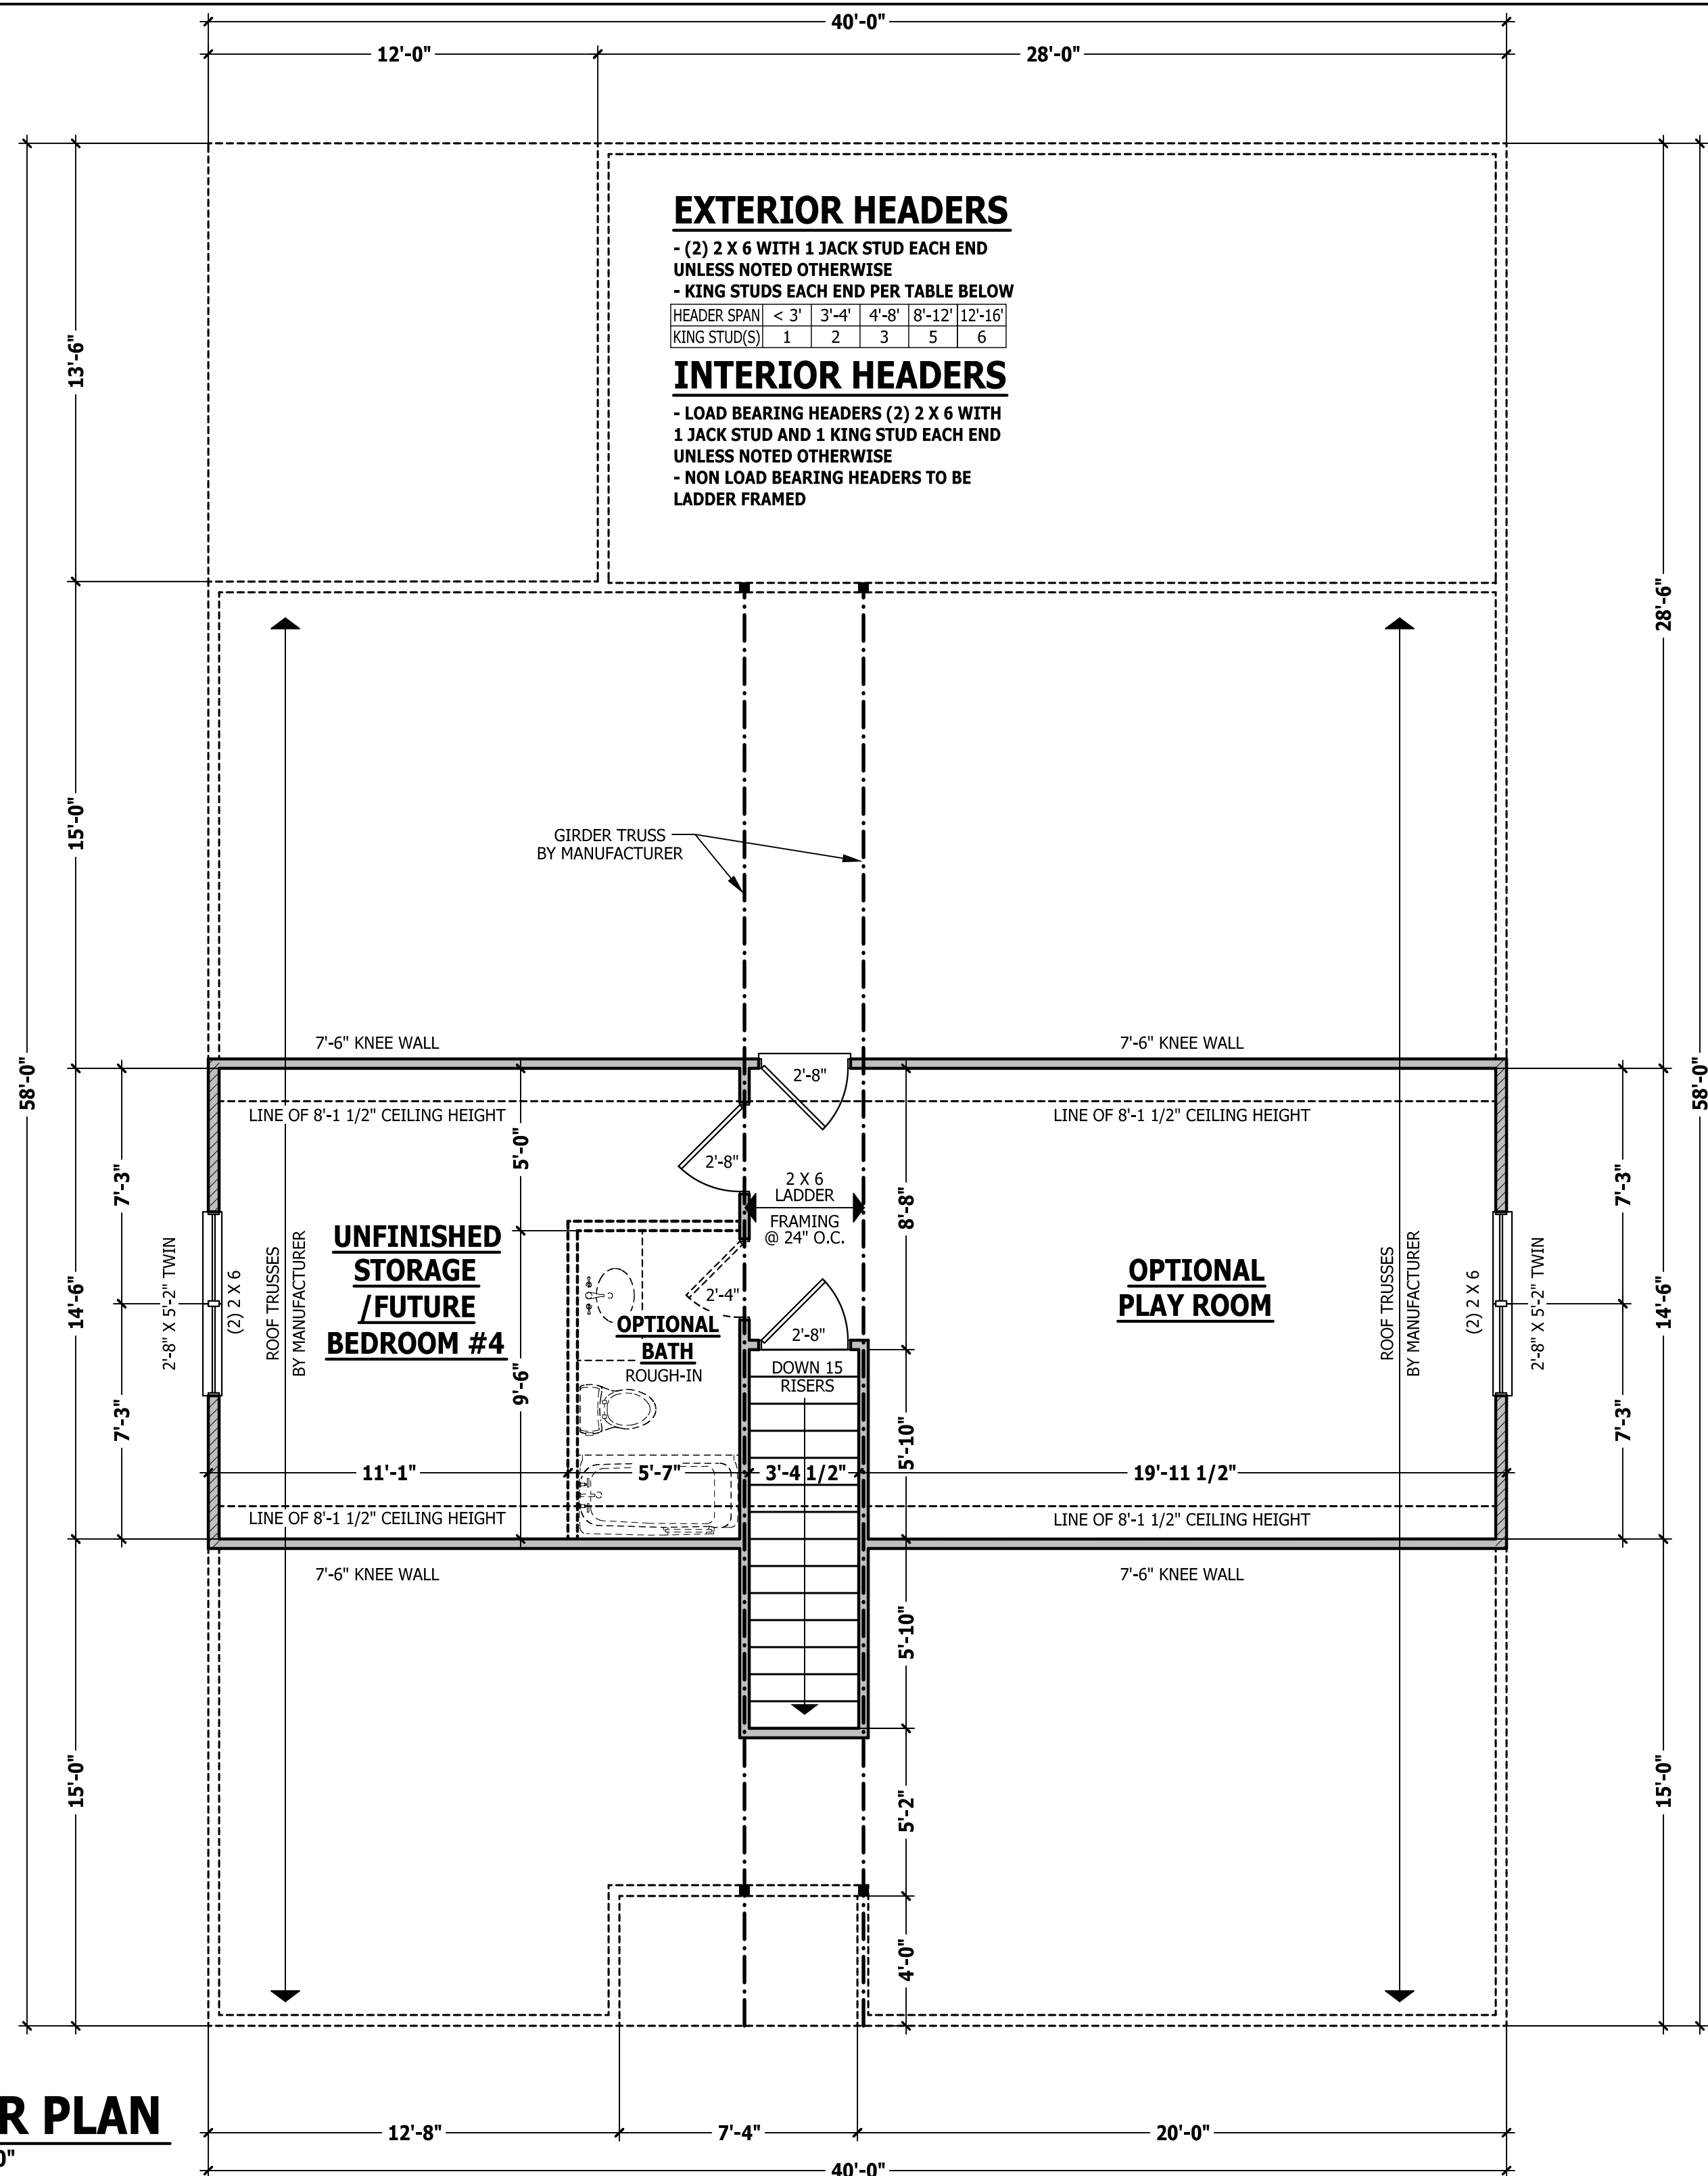 40'-0"
12'-0"
28'-0"
EXTERIOR HEADERS
- (2) 2 X 6 WITH 1 JACK STUD EACH END
UNLESS NOTED OTHERWISE
- KING STUDS EACH END PER TABLE BELOW
HEADER SPAN < 3' 3'-4' 4'-8' 8'-12' 12'-16'
KING STUD(S) 1 2 3 5 6
INTERIOR HEADERS
- LOAD BEARING HEADERS (2) 2 X 6 WITH
1 JACK STUD AND 1 KING STUD EACH END
UNLESS NOTED OTHERWISE
- NON LOAD BEARING HEADERS TO BE
LADDER FRAMED
13'-6"
28'-6"
15'-0"
GIRDER TRUSS
BY MANUFACTURER
58'-0"
58'-0"
7'-6" KNEE WALL
7'-6" KNEE WALL
2'-8"
LINE OF 8'-1 1/2" CEILING HEIGHT
LINE OF 8'-1 1/2" CEILING HEIGHT
5'-0"
2'-8"
7'-3"
7'-3"
2 X 6
LADDER
FRAMING
@ 24" O.C.
8'-8"
UNFINISHED
STORAGE
/FUTURE
BEDROOM #4
14'-6"
2'-8" X 5'-2" TWIN
(2) 2 X 6
ROOF TRUSSES
BY MANUFACTURER
2'-4"
OPTIONAL
BATH
ROUGH-IN
2'-8"
DOWN 15
RISERS
OPTIONAL
PLAY ROOM
ROOF TRUSSES
BY MANUFACTURER
(2) 2 X 6
2'-8" X 5'-2" TWIN
14'-6"
9'-6"
7'-3"
7'-3"
5'-10"
11'-1"
5'-7"
3'-4 1/2"
19'-11 1/2"
LINE OF 8'-1 1/2" CEILING HEIGHT
LINE OF 8'-1 1/2" CEILING HEIGHT
7'-6" KNEE WALL
7'-6" KNEE WALL
5'-10"
15'-0"
15'-0"
5'-2"
4'-0"
R PLAN
0"
12'-8"
7'-4"
20'-0"
40'-0"